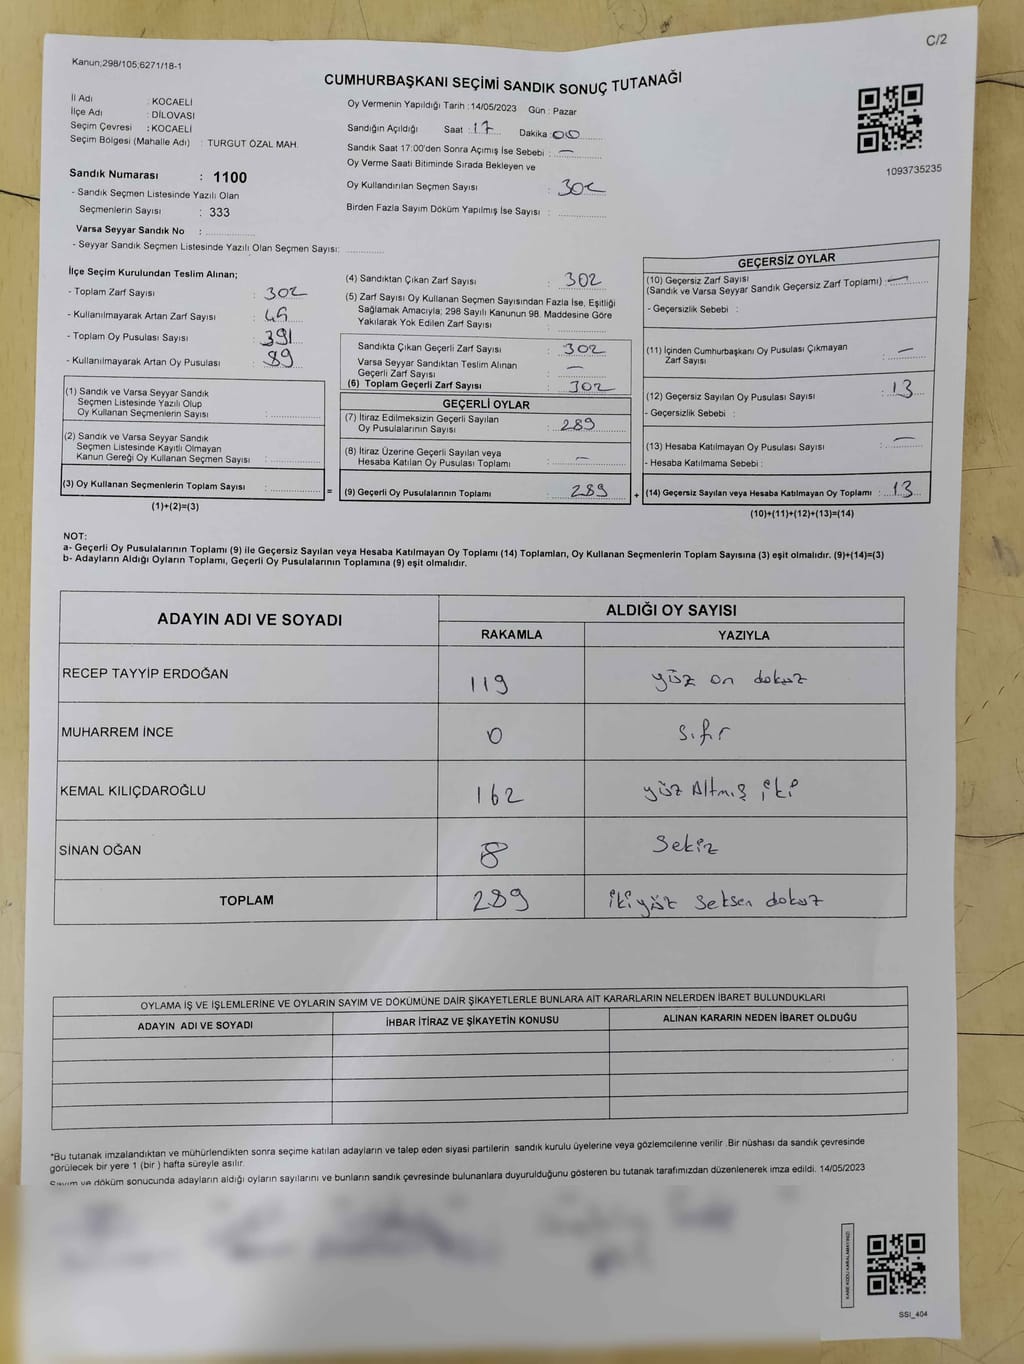 C/2
Kanun;298/105;6271/18-1
CUMHURBAŞKANI SEÇİMİ SANDIK SONUÇ TUTANAĞI
İl Adı : KOCAELİ
İlçe Adı : DİLOVASI
Seçim Çevresi : KOCAELİ
Seçim Bölgesi (Mahalle Adı) : TURGUT ÖZAL MAH.
Sandık Numarası : 1100
- Sandık Seçmen Listesinde Yazılı Olan
Seçmenlerin Sayısı : 333
Varsa Seyyar Sandık No :
- Seyyar Sandık Seçmen Listesinde Yazılı Olan Seçmen Sayısı:
Oy Vermenin Yapıldığı Tarih :14/05/2023 Gün : Pazar
Sandığın Açıldığı Saat : 17 Dakika : 00
Sandık Saat 17:00'den Sonra Açımış İse Sebebi : —
Oy Verme Saati Bitiminde Sırada Bekleyen ve
Oy Kullandırılan Seçmen Sayısı : 302
Birden Fazla Sayım Döküm Yapılmış İse Sayısı :
1093735235
İlçe Seçim Kurulundan Teslim Alınan;
- Toplam Zarf Sayısı : 302
- Kullanılmayarak Artan Zarf Sayısı :
- Toplam Oy Pusulası Sayısı : 391
- Kullanılmayarak Artan Oy Pusulası : 89
(1) Sandık ve Varsa Seyyar Sandık
Seçmen Listesinde Yazılı Olup
Oy Kullanan Seçmenlerin Sayısı :
(2) Sandık ve Varsa Seyyar Sandık
Seçmen Listesinde Kayıtlı Olmayan
Kanun Gereği Oy Kullanan Seçmen Sayısı :
(3) Oy Kullanan Seçmenlerin Toplam Sayısı : =
(1)+(2)=(3)
(4) Sandıktan Çıkan Zarf Sayısı : 302
(5) Zarf Sayısı Oy Kullanan Seçmen Sayısından Fazla İse, Eşitliği
Sağlamak Amacıyla; 298 Sayılı Kanunun 98. Maddesine Göre
Yakılarak Yok Edilen Zarf Sayısı :
Sandıkta Çıkan Geçerli Zarf Sayısı : 302
Varsa Seyyar Sandıktan Teslim Alınan
Geçerli Zarf Sayısı : —
(6) Toplam Geçerli Zarf Sayısı : 302
GEÇERLİ OYLAR
(7) İtiraz Edilmeksizin Geçerli Sayılan
Oy Pusulalarının Sayısı : 289
(8) İtiraz Üzerine Geçerli Sayılan veya
Hesaba Katılan Oy Pusulası Toplamı : —
(9) Geçerli Oy Pusulalarının Toplamı : 289 +
GEÇERSİZ OYLAR
(10) Geçersiz Zarf Sayısı
(Sandık ve Varsa Seyyar Sandık Geçersiz Zarf Toplamı) : —
- Geçersizlik Sebebi :
(11) İçinden Cumhurbaşkanı Oy Pusulası Çıkmayan
Zarf Sayısı : —
(12) Geçersiz Sayılan Oy Pusulası Sayısı : 13
- Geçersizlik Sebebi :
(13) Hesaba Katılmayan Oy Pusulası Sayısı : —
- Hesaba Katılmama Sebebi :
(14) Geçersiz Sayılan veya Hesaba Katılmayan Oy Toplamı : 13
(10)+(11)+(12)+(13)=(14)
NOT:
a- Geçerli Oy Pusulalarının Toplamı (9) ile Geçersiz Sayılan veya Hesaba Katılmayan Oy Toplamı (14) Toplamları, Oy Kullanan Seçmenlerin Toplam Sayısına (3) eşit olmalıdır. (9)+(14)=(3)
b- Adayların Aldığı Oyların Toplamı, Geçerli Oy Pusulalarının Toplamına (9) eşit olmalıdır.
ADAYIN ADI VE SOYADI
ALDIĞI OY SAYISI
RAKAMLA YAZIYLA
RECEP TAYYİP ERDOĞAN 119 yüz on dokuz
MUHARREM İNCE 0 sıfır
KEMAL KILIÇDAROĞLU 162 yüz Altmış iki
SİNAN OĞAN 8 Sekiz
TOPLAM 289 ikiyüz seksen dokuz
OYLAMA İŞ VE İŞLEMLERİNE VE OYLARIN SAYIM VE DÖKÜMÜNE DAİR ŞİKAYETLERLE BUNLARA AİT KARARLARIN NELERDEN İBARET BULUNDUKLARI
ADAYIN ADI VE SOYADI İHBAR İTİRAZ VE ŞİKAYETİN KONUSU ALINAN KARARIN NEDEN İBARET OLDUĞU
*Bu tutanak imzalandıktan ve mühürlendikten sonra seçime katılan adayların ve talep eden siyasi partilerin sandık kurulu üyelerine veya gözlemcilerine verilir .Bir nüshası da sandık çevresinde
görülecek bir yere 1 (bir ) hafta süreyle asılır.
Sayım ve döküm sonucunda adayların aldığı oyların sayılarını ve bunların sandık çevresinde bulunanlara duyurulduğunu gösteren bu tutanak tarafımızdan düzenlenerek imza edildi. 14/05/2023
KARE KODU KARALAMAYINIZ!
SSI_404